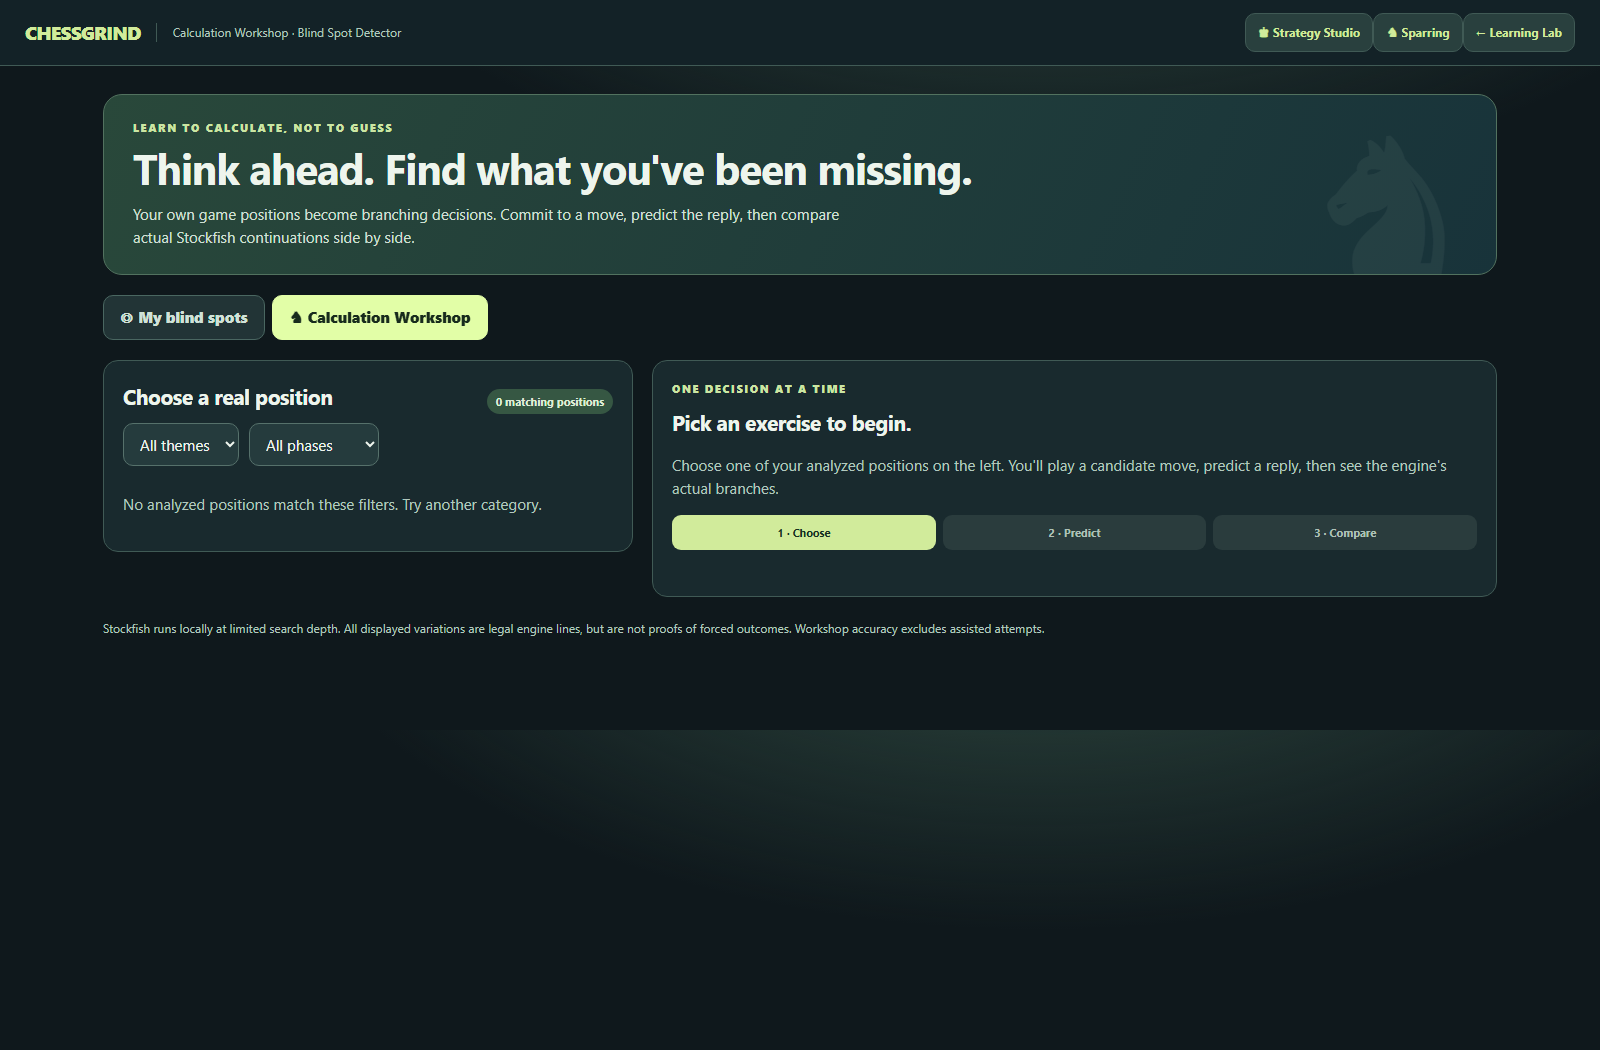 CHESSGRIND
Calculation Workshop · Blind Spot Detector
♚ Strategy Studio
♞ Sparring
← Learning Lab
LEARN TO CALCULATE, NOT TO GUESS
Think ahead. Find what you've been missing.
Your own game positions become branching decisions. Commit to a move, predict the reply, then compare
actual Stockfish continuations side by side.
My blind spots
♞ Calculation Workshop
Choose a real position
0 matching positions
All themes
All phases
No analyzed positions match these filters. Try another category.
ONE DECISION AT A TIME
Pick an exercise to begin.
Choose one of your analyzed positions on the left. You'll play a candidate move, predict a reply, then see the engine's
actual branches.
1 · Choose
2 · Predict
3 · Compare
Stockfish runs locally at limited search depth. All displayed variations are legal engine lines, but are not proofs of forced outcomes. Workshop accuracy excludes assisted attempts.